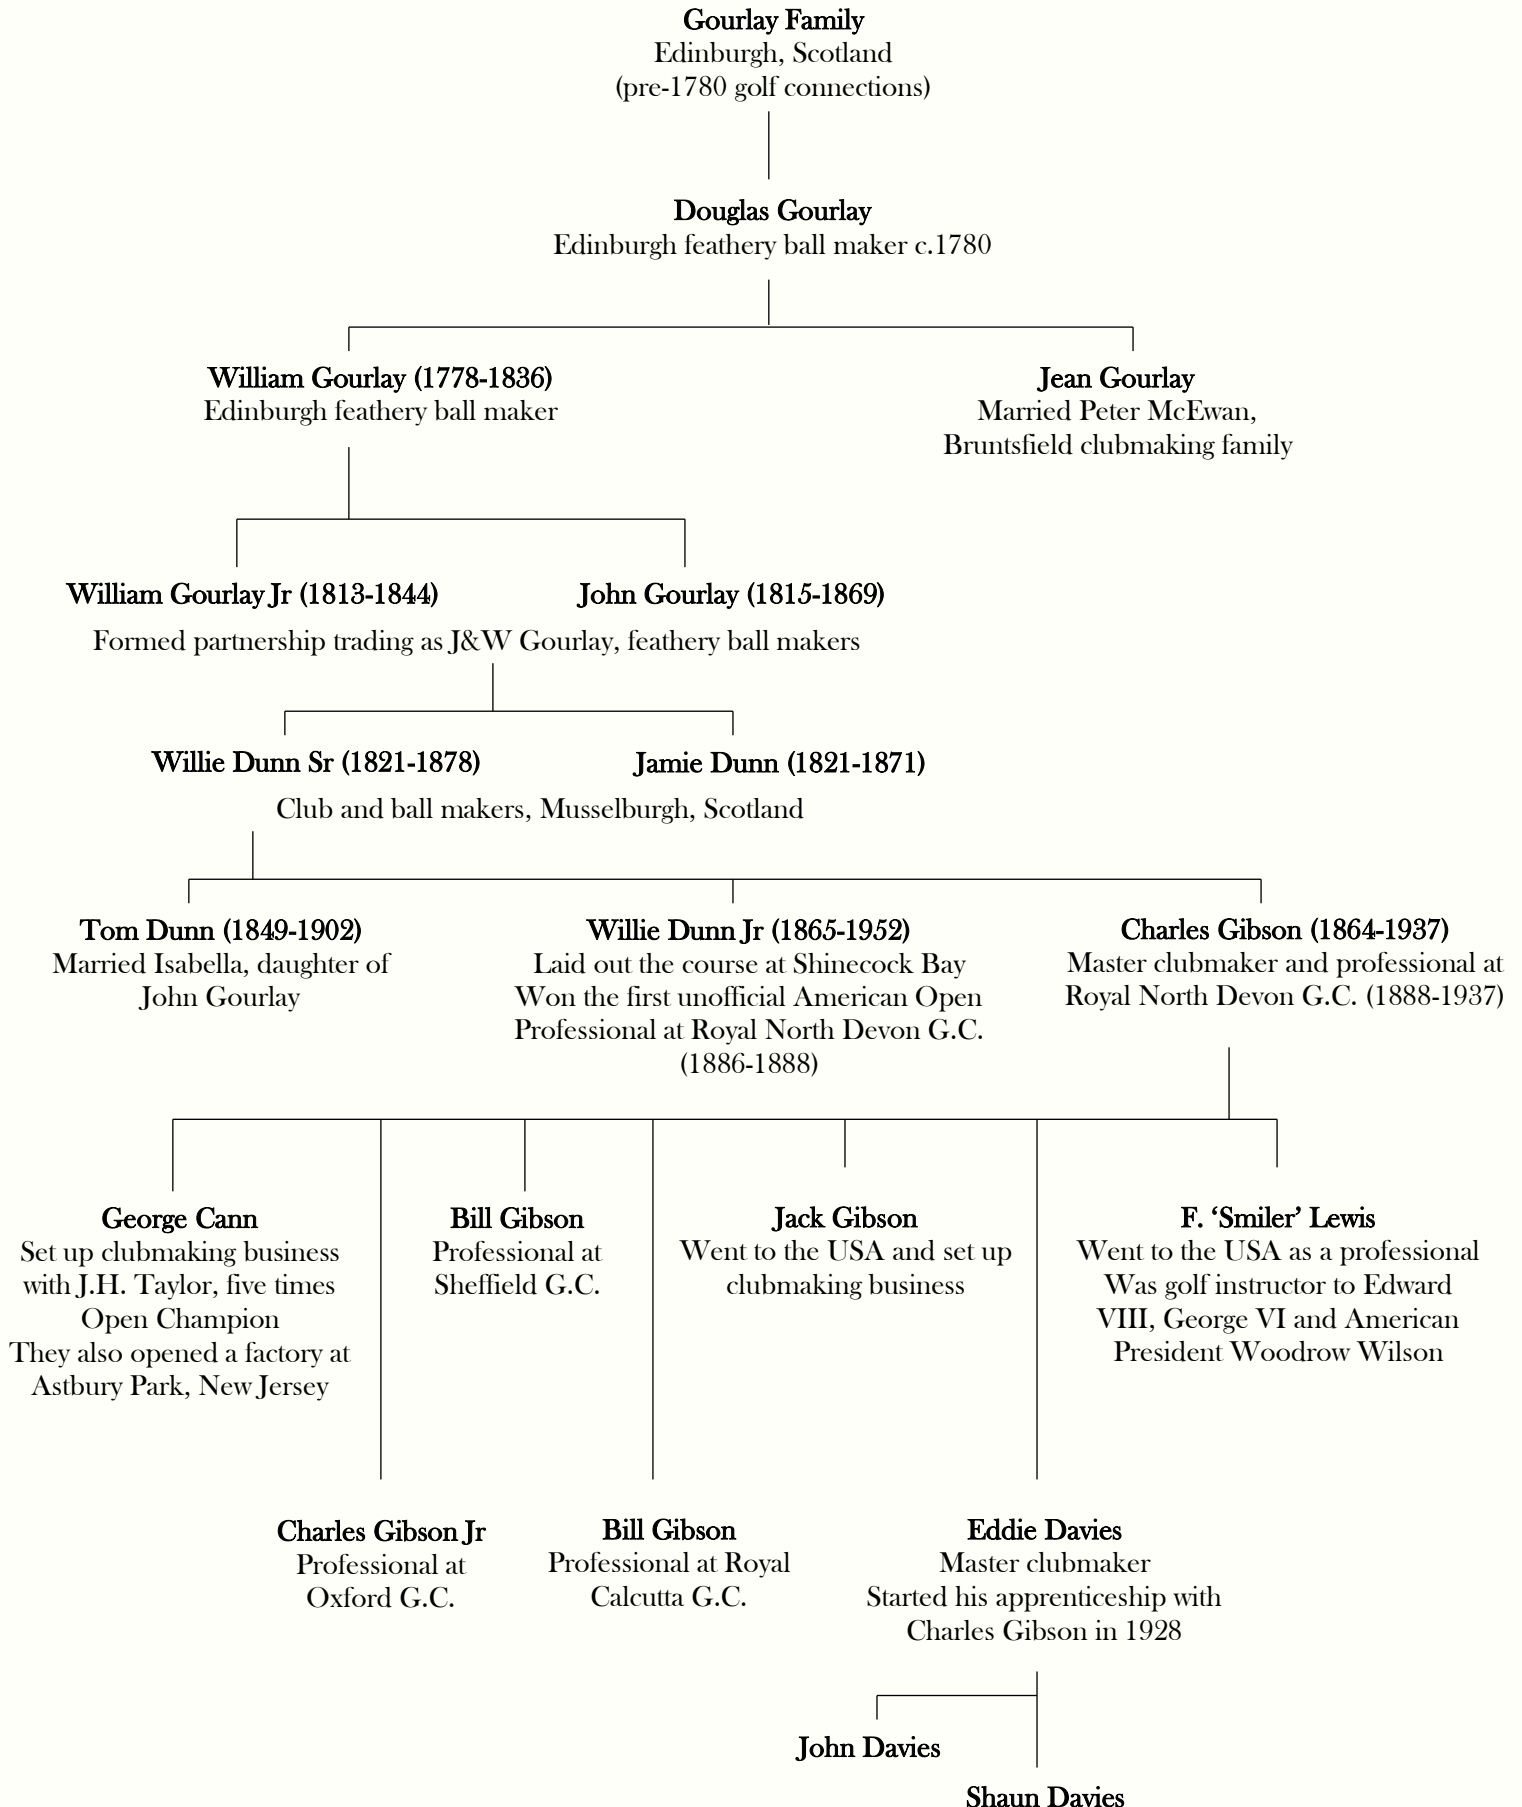 Gourlay Family
Edinburgh, Scotland
(pre-1780 golf connections)
Douglas Gourlay
Edinburgh feathery ball maker c.1780
William Gourlay (1778-1836)
Edinburgh feathery ball maker
Jean Gourlay
Married Peter McEwan,
Bruntsfield clubmaking family
William Gourlay Jr (1813-1844)
John Gourlay (1815-1869)
Formed partnership trading as J&W Gourlay, feathery ball makers
Willie Dunn Sr (1821-1878)
Jamie Dunn (1821-1871)
Club and ball makers, Musselburgh, Scotland
Tom Dunn (1849-1902)
Married Isabella, daughter of
John Gourlay
Willie Dunn Jr (1865-1952)
Laid out the course at Shinecock Bay
Won the first unofficial American Open
Professional at Royal North Devon G.C.
(1886-1888)
Charles Gibson (1864-1937)
Master clubmaker and professional at
Royal North Devon G.C. (1888-1937)
George Cann
Set up clubmaking business
with J.H. Taylor, five times
Open Champion
They also opened a factory at
Astbury Park, New Jersey
Bill Gibson
Professional at
Sheffield G.C.
Jack Gibson
Went to the USA and set up
clubmaking business
F. ‘Smiler’ Lewis
Went to the USA as a professional
Was golf instructor to Edward
VIII, George VI and American
President Woodrow Wilson
Charles Gibson Jr
Professional at
Oxford G.C.
Bill Gibson
Professional at Royal
Calcutta G.C.
Eddie Davies
Master clubmaker
Started his apprenticeship with
Charles Gibson in 1928
John Davies
Shaun Davies